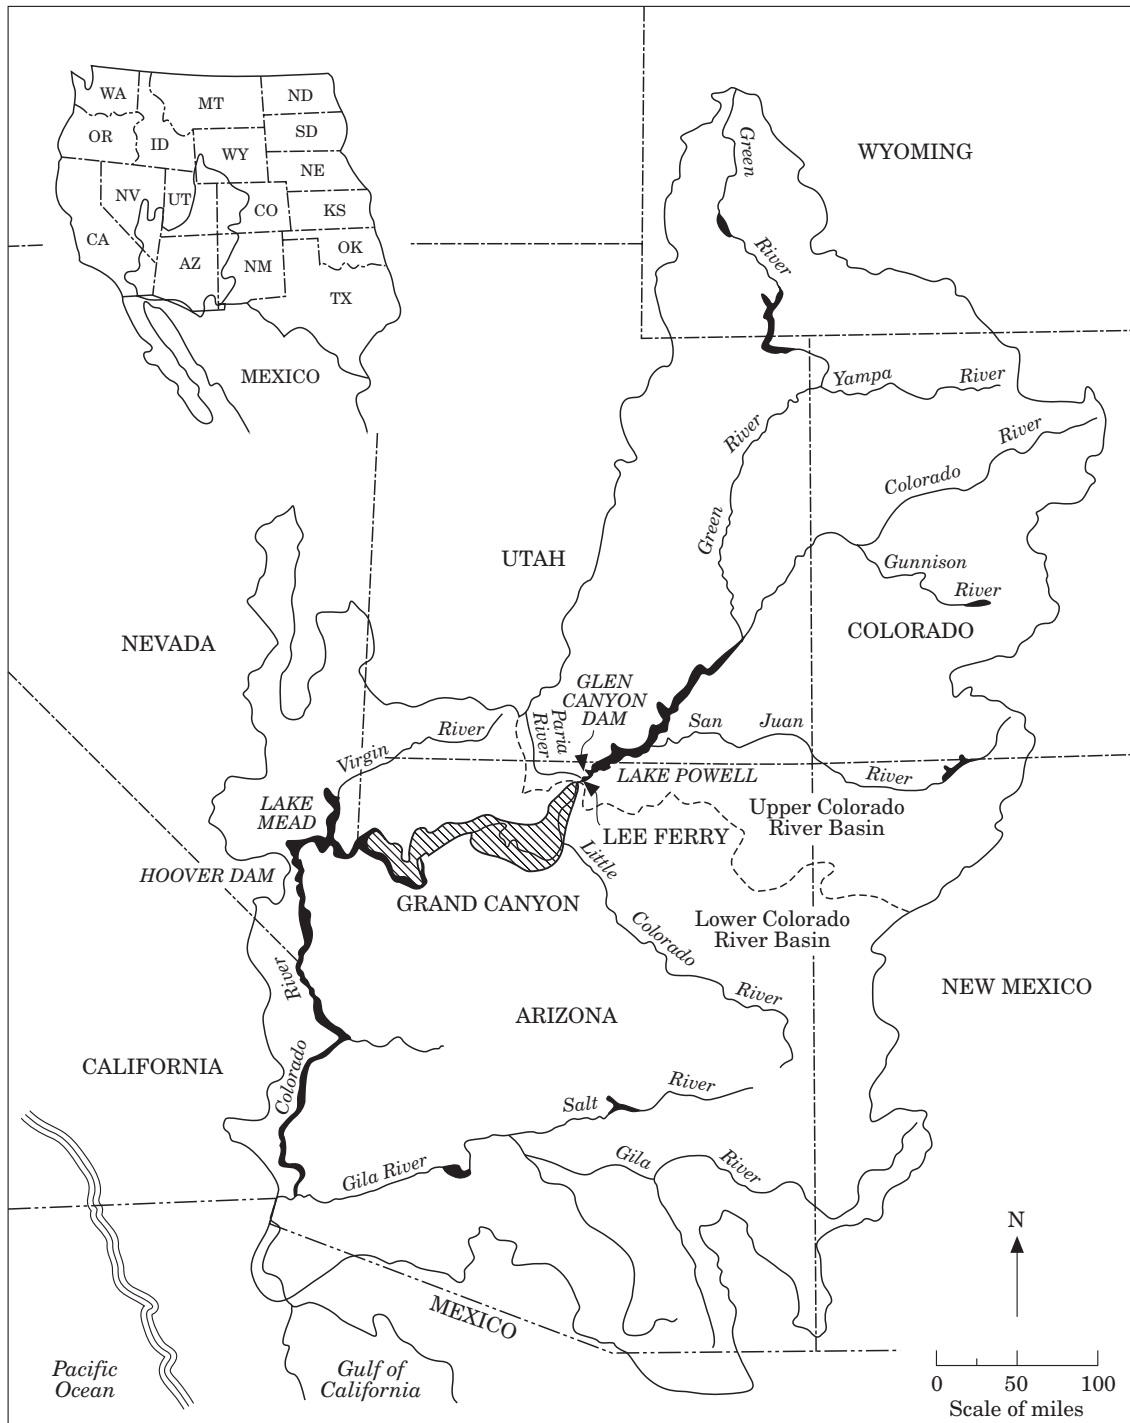 WA
MT
ND
OR
ID
SD
WY
NE
NV
UT
CO
KS
CA
AZ
NM
OK
TX
MEXICO
WYOMING
Green
River
Yampa River
Green River
Colorado River
Gunnison
River
UTAH
COLORADO
NEVADA
GLEN
CANYON
DAM
Paria
River
San Juan
River
Virgin River
LAKE POWELL
LAKE
MEAD
Upper Colorado
River Basin
LEE FERRY
HOOVER DAM
GRAND CANYON
Little
Colorado
River
Lower Colorado
River Basin
NEW MEXICO
ARIZONA
Colorado River
CALIFORNIA
Salt River
Gila River
Gila River
N
MEXICO
Pacific
Ocean
Gulf of
California
0 50 100
Scale of miles